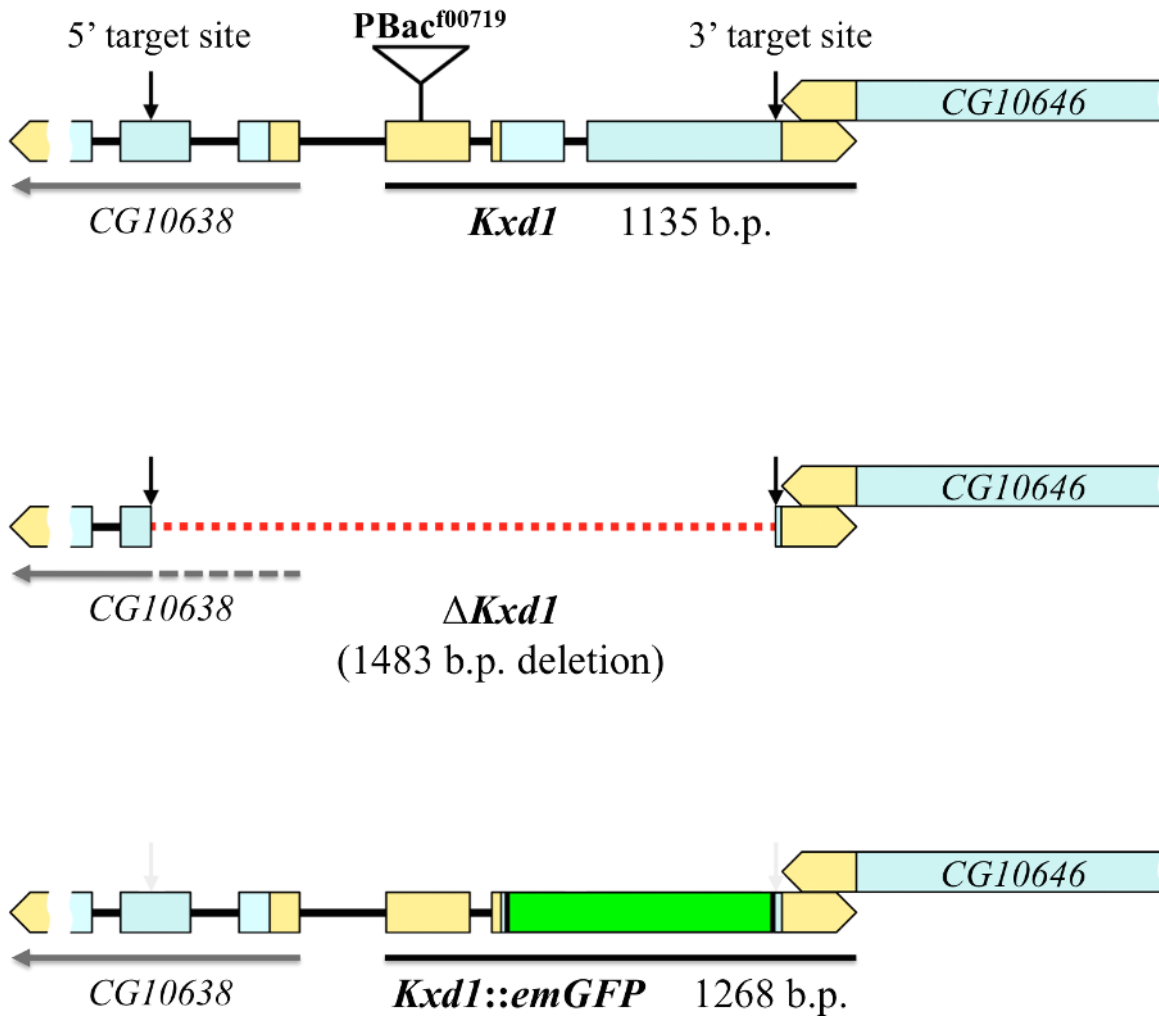 PBacf00719
5’ target site
3’ target site
CG10646
CG10638
Kxd1 1135 b.p.
CG10646
CG10638
ΔKxd1
(1483 b.p. deletion)
CG10646
CG10638
Kxd1::emGFP 1268 b.p.